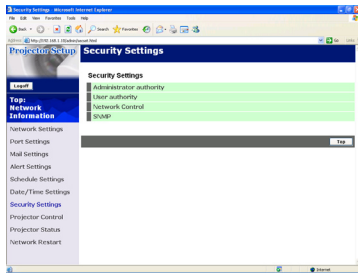 Security Settings - Microsoft Internet Explorer
File Edit View Favorites Tools Help
Back Search Favorites
Address
Go Links
Projector Setup
Security Settings
Logoff
Top:
Network
Information
Network Settings
Port Settings
Mail Settings
Alert Settings
Schedule Settings
Date/Time Settings
Security Settings
Projector Control
Projector Status
Network Restart
Security Settings
Administrator authority
User authority
Network Control
SNMP
Top
Internet